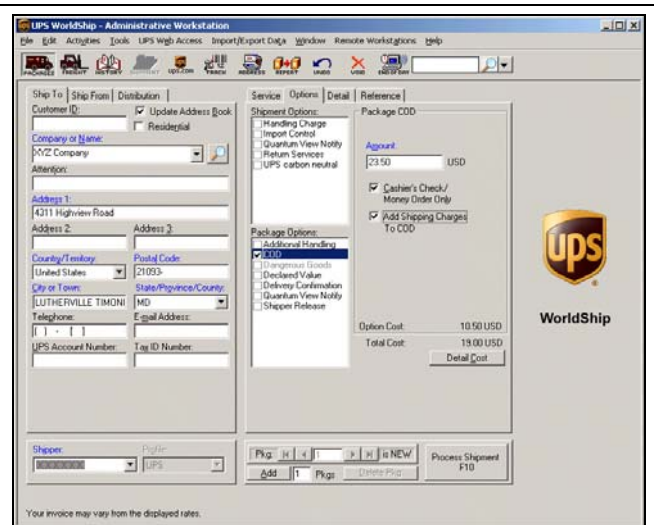 UPS WorldShip - Administrative Workstation
File Edit Activities Tools UPS Web Access Import/Export Data Window Remote Workstations Help
PACKAGES FREIGHT HISTORY SUPPORT UPS.COM TRACK ADDRESS REPEAT UNDO VOID END OF DAY
Ship To Ship From Distribution
Customer ID:
Update Address Book
Residential
Company or Name:
XYZ Company
Attention:
Address 1:
4311 Highview Road
Address 2: Address 3:
Country/Territory Postal Code:
United States 21093-
City or Town: State/Province/County:
LUTHERVILLE TIMONI MD
Telephone: E-mail Address:
( ) - [ ]
UPS Account Number: Tax ID Number:
Shipper: Profile:
UPS
Service Options Detail Reference
Shipment Options:
Handling Charge
Import Control
Quantum View Notify
Return Services
UPS carbon neutral
Package Options:
Additional Handling
COD
Dangerous Goods
Declared Value
Delivery Confirmation
Quantum View Notify
Shipper Release
Package COD
Amount:
23.50 USD
Cashier's Check/
Money Order Only
Add Shipping Charges
To COD
Option Cost: 10.50 USD
Total Cost: 19.00 USD
Detail Cost
Pkg: 1 is NEW
Add 1 Pkgs Delete Pkg
Process Shipment
F10
ups
WorldShip
Your invoice may vary from the displayed rates.